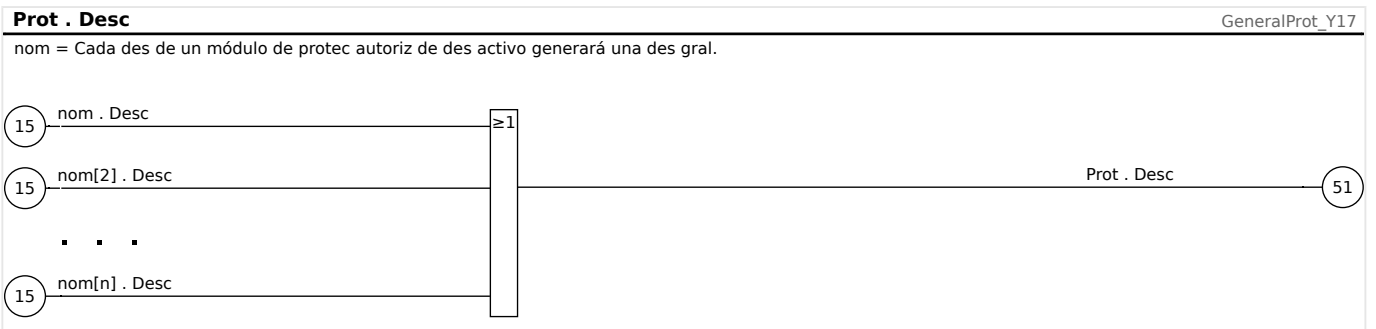 Prot . Desc
GeneralProt_Y17
nom = Cada des de un módulo de protec autoriz de des activo generará una des gral.
15 nom . Desc
≥1
15 nom[2] . Desc
Prot . Desc 51
. . .
15 nom[n] . Desc